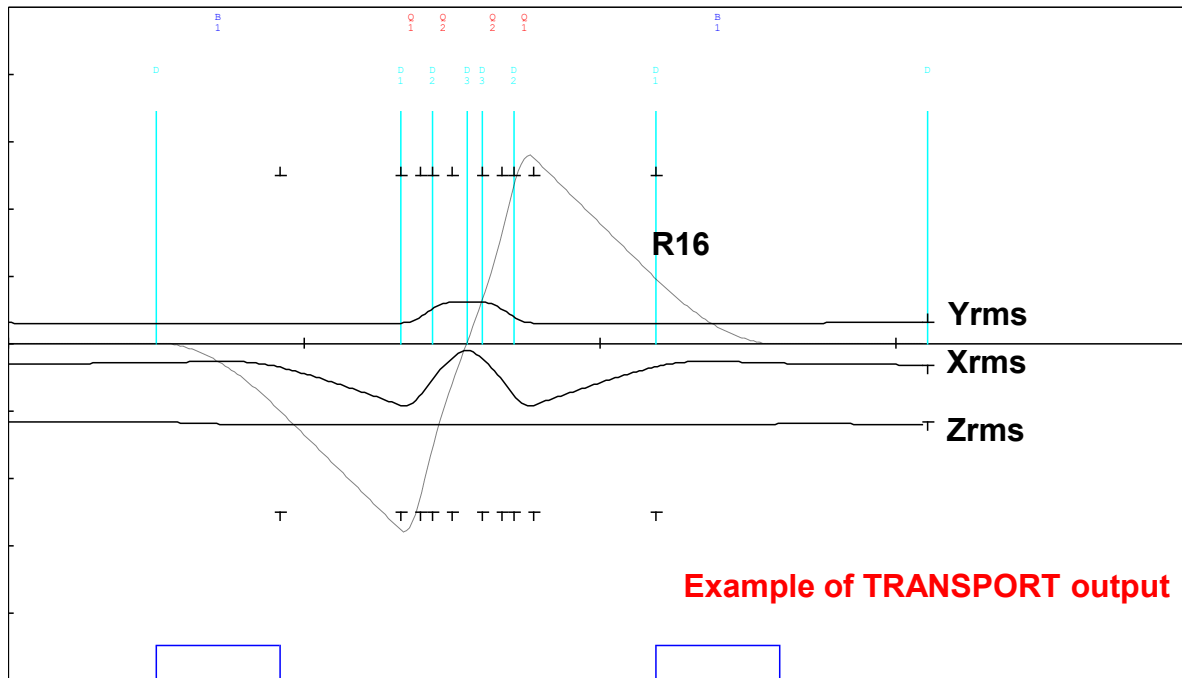 B Q Q Q Q B
1 1 2 2 1 1
D D D D D D D D D
1 2 3 3 2 1
R16
Yrms
Xrms
Zrms
Example of TRANSPORT output